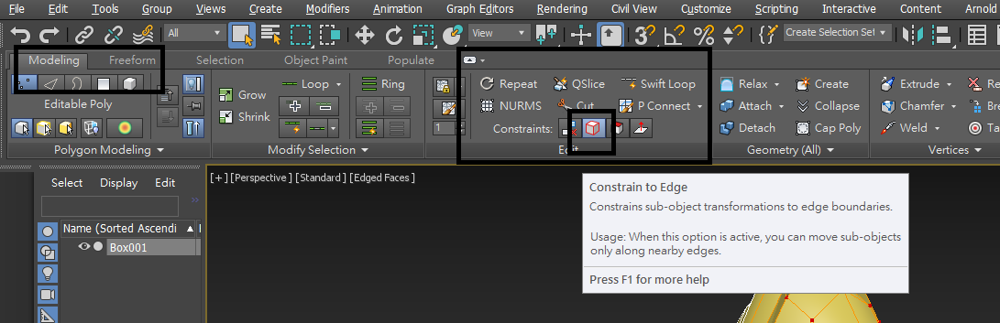 File Edit Tools Group Views Create Modifiers Animation Graph Editors Rendering Civil View Customize Scripting Interactive Content Arnold
All View 3 Create Selection Set
Modeling Freeform Selection Object Paint Populate
Grow Loop Ring Repeat QSlice Swift Loop Relax Create Extrude
Editable Poly Shrink NURMS Cut P Connect Attach Collapse Chamfer
1 Constraints: Detach Cap Poly Weld
Polygon Modeling Modify Selection Edit Geometry (All) Vertices
[+] [Perspective ] [Standard ] [Edged Faces ]
Select Display Edit
Name (Sorted Ascendi
Box001
Constrain to Edge
Constrains sub-object transformations to edge boundaries.
Usage: When this option is active, you can move sub-objects
only along nearby edges.
Press F1 for more help